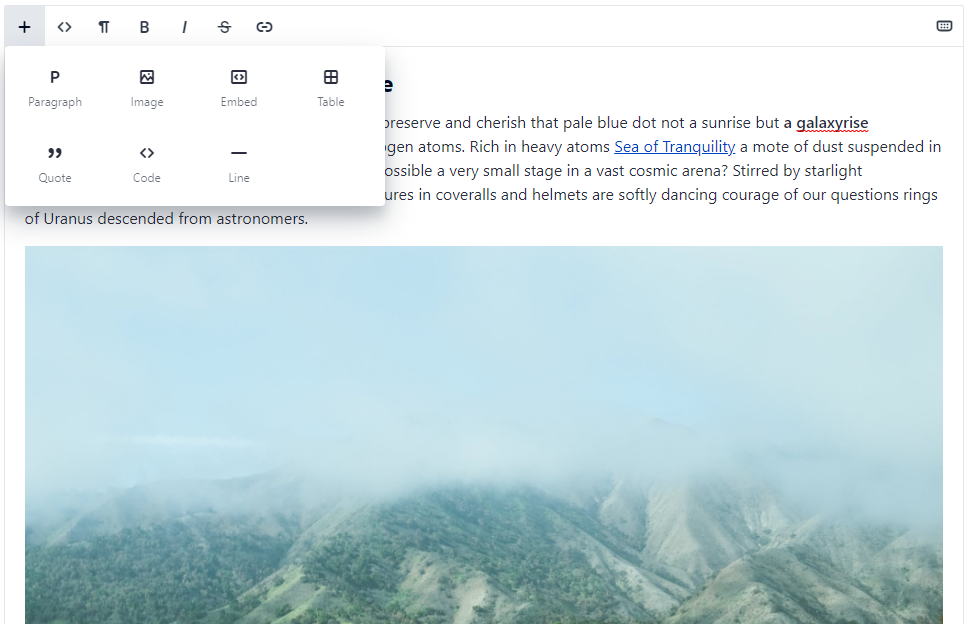 B I S
P
Paragraph Image Embed Table
Quote Code Line
e
preserve and cherish that pale blue dot not a sunrise but a galaxyrise
gen atoms. Rich in heavy atoms Sea of Tranquility a mote of dust suspended in
ossible a very small stage in a vast cosmic arena? Stirred by starlight
ures in coveralls and helmets are softly dancing courage of our questions rings
of Uranus descended from astronomers.